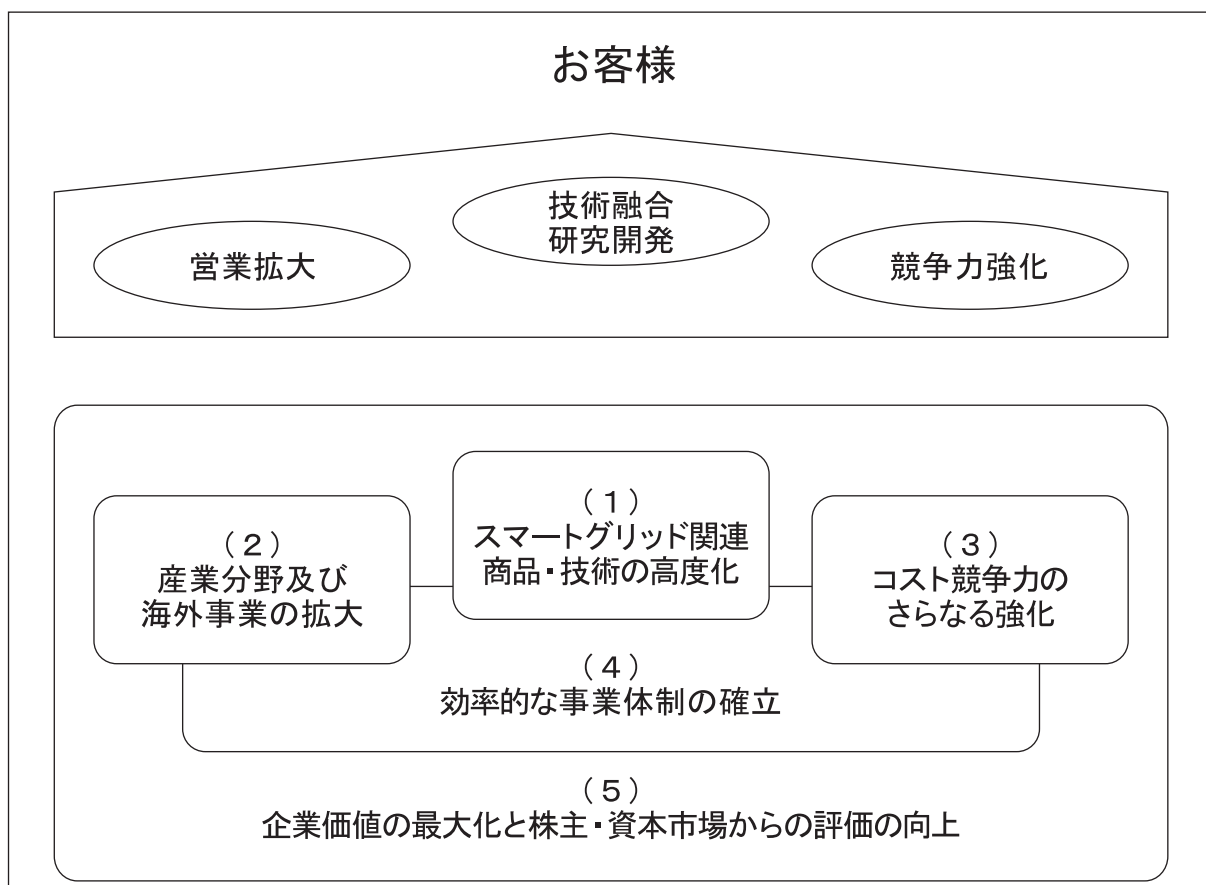 お客様
技術融合
研究開発
営業拡大
競争力強化
（１）
スマートグリッド関連
商品・技術の高度化
（２）
産業分野及び
海外事業の拡大
（３）
コスト競争力の
さらなる強化
（４）
効率的な事業体制の確立
（５）
企業価値の最大化と株主・資本市場からの評価の向上